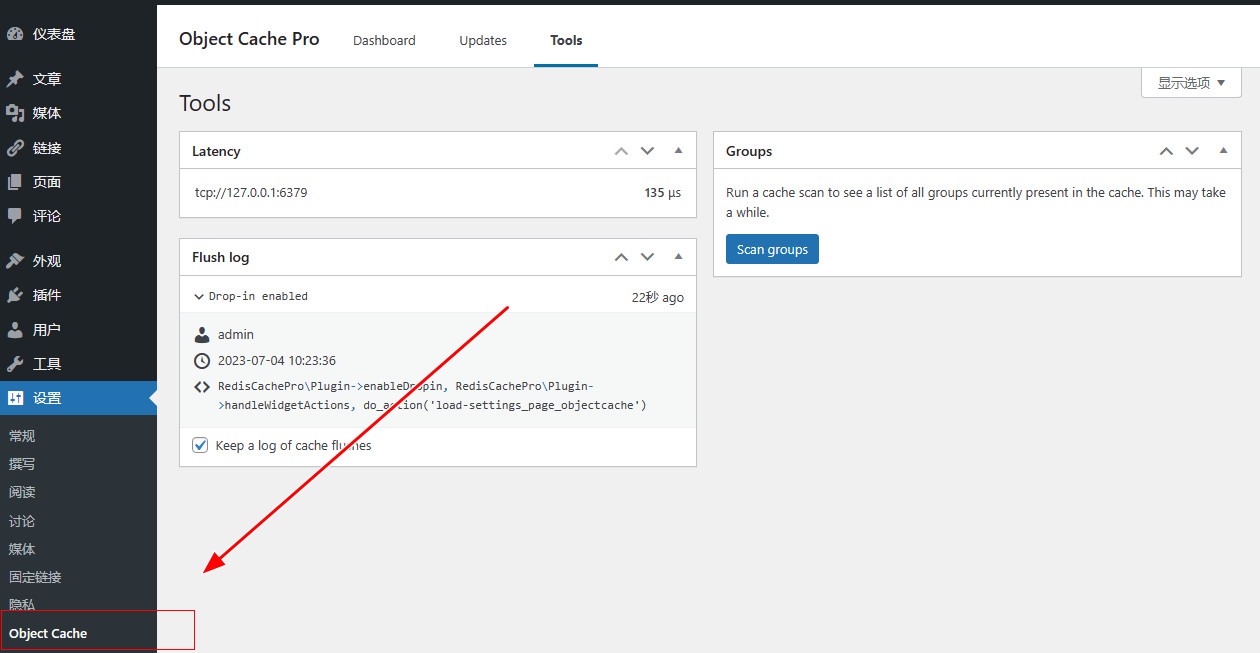 仪表盘
文章
媒体
链接
页面
评论
外观
插件
用户
工具
设置
常规
撰写
阅读
讨论
媒体
固定链接
隐私
Object Cache
Object Cache Pro
Dashboard
Updates
Tools
显示选项
Tools
Latency
tcp://127.0.0.1:6379
135 µs
Flush log
Drop-in enabled
22秒 ago
admin
2023-07-04 10:23:36
RedisCachePro\Plugin->enableDropin, RedisCachePro\Plugin-
>handleWidgetActions, do_action('load-settings_page_objectcache')
Keep a log of cache flushes
Groups
Run a cache scan to see a list of all groups currently present in the cache. This may take
a while.
Scan groups